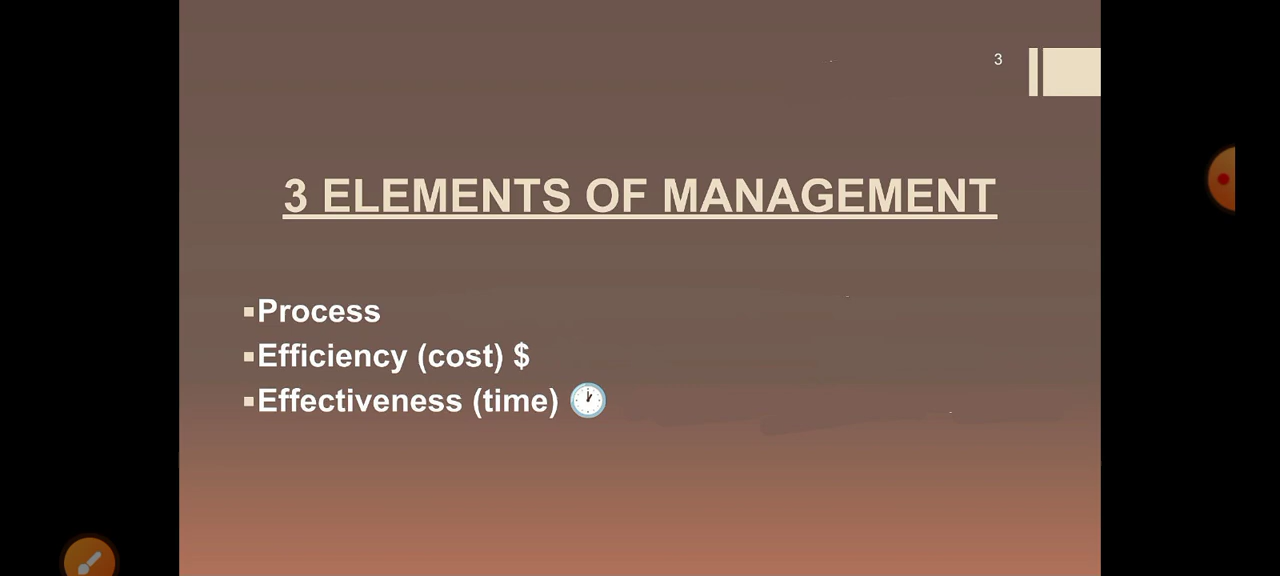 3
3 ELEMENTS OF MANAGEMENT
▪Process
▪Efficiency (cost) $
▪Effectiveness (time) 🕐